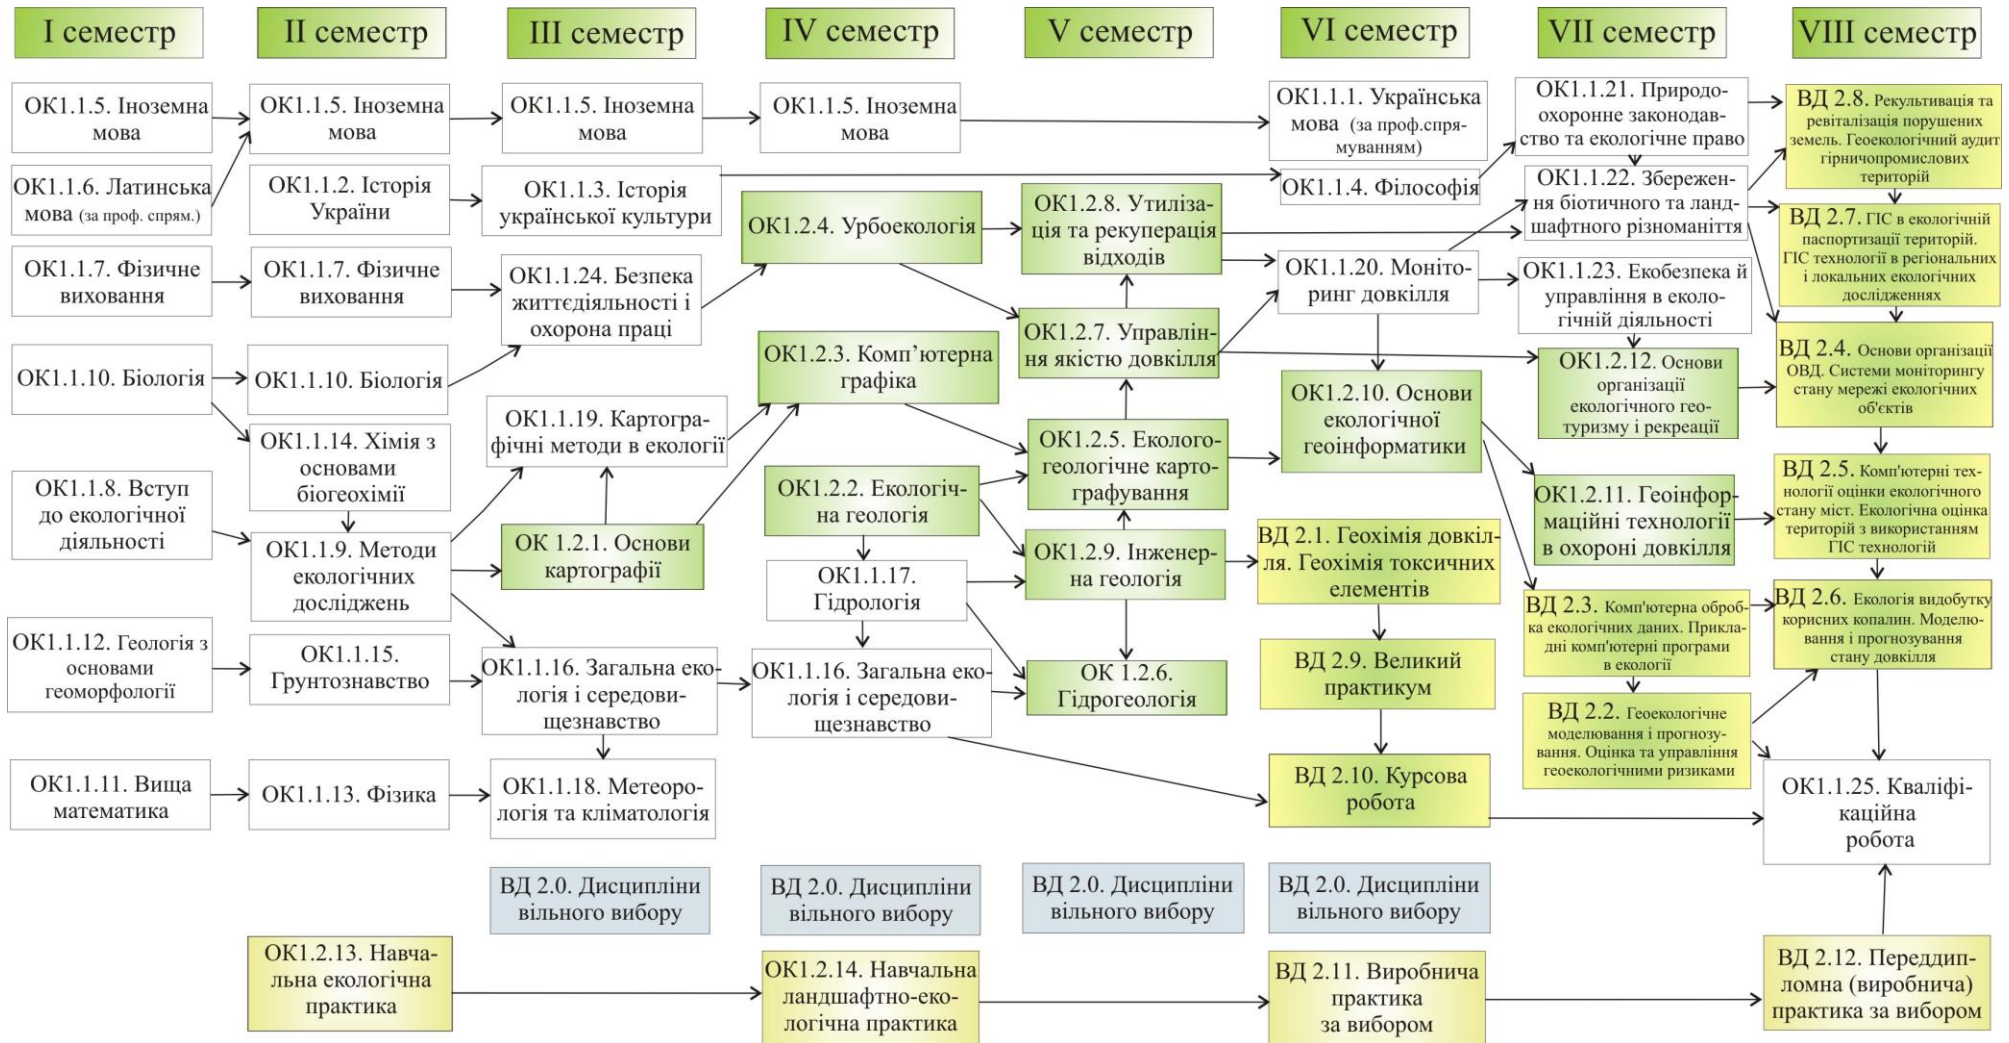 I семестр
II семестр
III семестр
IV семестр
V семестр
VI семестр
VII семестр
VIII семестр
ОК1.1.5. Іноземна
мова
ОК1.1.6. Латинська
мова (за проф. спрям.)
ОК1.1.7. Фізичне
виховання
ОК1.1.10. Біологія
ОК1.1.8. Вступ
до екологічної
діяльності
ОК1.1.12. Геологія з
основами
геоморфології
ОК1.1.11. Вища
математика
ОК1.1.5. Іноземна
мова
ОК1.1.2. Історія
України
ОК1.1.7. Фізичне
виховання
ОК1.1.10. Біологія
ОК1.1.14. Хімія з
основами
біогеохімії
ОК1.1.9. Методи
екологічних
досліджень
ОК1.1.15.
Грунтознавство
ОК1.1.13. Фізика
ОК1.2.13. Навча-
льна екологічна
практика
ОК1.1.5. Іноземна
мова
ОК1.1.3. Історія
української культури
ОК1.1.24. Безпека
життєдіяльності і
охорона праці
ОК1.1.19. Картогра-
фічні методи в екології
ОК 1.2.1. Основи
картографії
ОК1.1.16. Загальна еко-
логія і середови-
щезнавство
ОК1.1.18. Метеоро-
логія та кліматологія
ВД 2.0. Дисципліни
вільного вибору
ОК1.1.5. Іноземна
мова
ОК1.2.4. Урбоекологія
ОК1.2.3. Комп’ютерна
графіка
ОК1.2.2. Екологіч-
на геологія
ОК1.1.17.
Гідрологія
ОК1.1.16. Загальна еко-
логія і середови-
щезнавство
ВД 2.0. Дисципліни
вільного вибору
ОК1.2.14. Навчальна
ландшафтно-еко-
логічна практика
ОК1.2.8. Утиліза-
ція та рекуперація
відходів
ОК1.2.7. Управлін-
ня якістю довкілля
ОК1.2.5. Еколого-
геологічне карто-
графування
ОК1.2.9. Інженер-
на геологія
ОК 1.2.6.
Гідрогеологія
ВД 2.0. Дисципліни
вільного вибору
ОК1.1.1. Українська
мова (за проф.спря-
муванням)
ОК1.1.4. Філософія
ОК1.1.20. Моніто-
ринг довкілля
ОК1.2.10. Основи
екологічної
геоінформатики
ВД 2.1. Геохімія довкіл-
ля. Геохімія токсичних
елементів
ВД 2.9. Великий
практикум
ВД 2.10. Курсова
робота
ВД 2.0. Дисципліни
вільного вибору
ВД 2.11. Виробнича
практика
за вибором
ОК1.1.21. Природо-
охоронне законодав-
ство та екологічне право
ОК1.1.22. Збережен-
ня біотичного та ланд-
шафтного різноманіття
ОК1.1.23. Екобезпека й
управління в еколо-
гічній діяльності
ОК1.2.12. Основи
організації
екологічного гео-
туризму і рекреації
ОК1.2.11. Геоінфор-
маційні технології
в охороні довкілля
ВД 2.3. Комп'ютерна оброб-
ка екологічних даних. Прикла-
дні комп'ютерні програми
в екології
ВД 2.2. Геоекологічне
моделювання і прогнозу-
вання. Оцінка та управління
геоекологічними ризиками
ВД 2.8. Рекультивація та
ревіталізація порушених
земель. Геоекологічний аудит
гірничопромислових
територій
ВД 2.7. ГІС в екологічній
паспортизації територій.
ГІС технології в регіональних
і локальних екологічних
дослідженнях
ВД 2.4. Основи організації
ОВД. Системи моніторингу
стану мережі екологічних
об'єктів
ВД 2.5. Комп'ютерні тех-
нології оцінки екологічного
стану міст. Екологічна оцінка
територій з використанням
ГІС технологій
ВД 2.6. Екологія видобутку
корисних копалин. Моделю-
вання і прогнозування
стану довкілля
ОК1.1.25. Кваліфі-
каційна
робота
ВД 2.12. Переддип-
ломна (виробнича)
практика за вибором